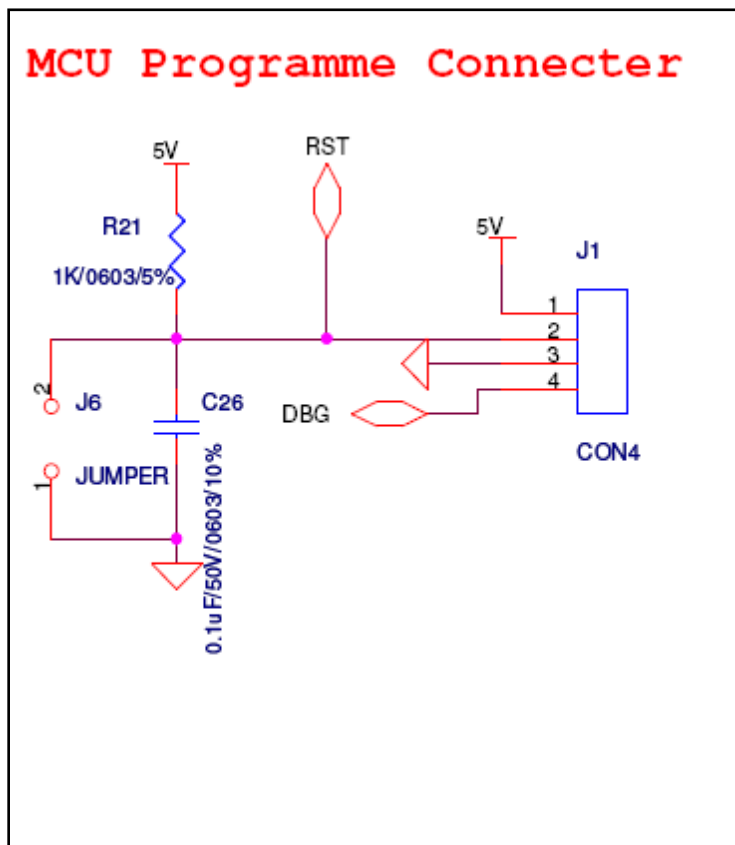 MCU Programme Connecter
5V
RST
R21
1K/0603/5%
5V
J1
1
2
3
4
2
J6
C26
DBG
1
JUMPER
CON4
0.1uF/50V/0603/10%